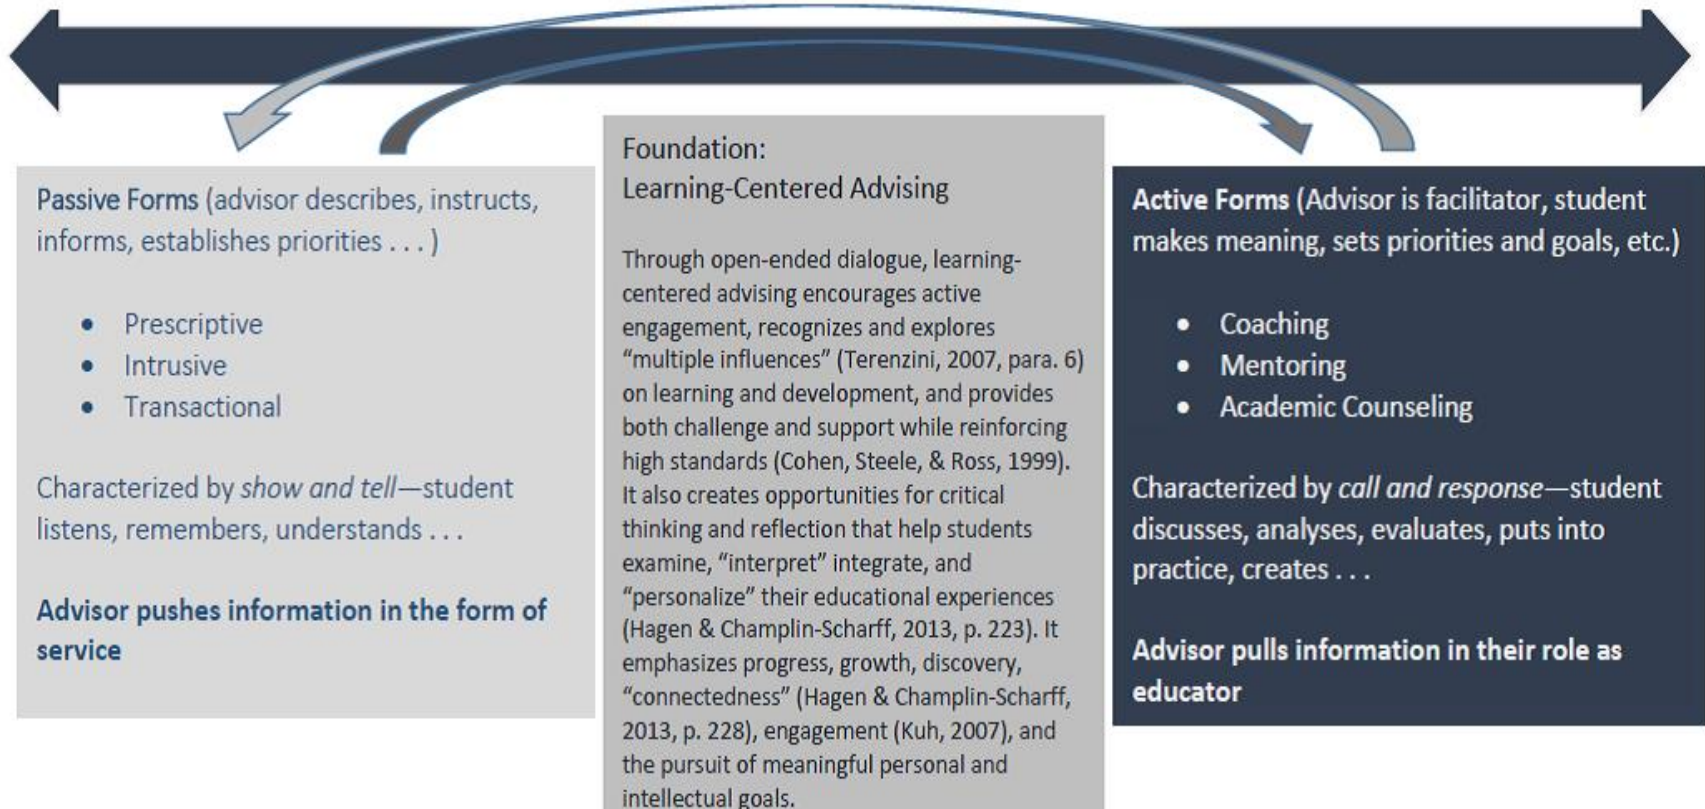 Passive Forms (advisor describes, instructs,
informs, establishes priorities . . . )
• Prescriptive
• Intrusive
• Transactional
Characterized by show and tell—student
listens, remembers, understands . . .
Advisor pushes information in the form of
service
Foundation:
Learning-Centered Advising
Through open-ended dialogue, learning-
centered advising encourages active
engagement, recognizes and explores
“multiple influences” (Terenzini, 2007, para. 6)
on learning and development, and provides
both challenge and support while reinforcing
high standards (Cohen, Steele, & Ross, 1999).
It also creates opportunities for critical
thinking and reflection that help students
examine, “interpret” integrate, and
“personalize” their educational experiences
(Hagen & Champlin-Scharff, 2013, p. 223). It
emphasizes progress, growth, discovery,
“connectedness” (Hagen & Champlin-Scharff,
2013, p. 228), engagement (Kuh, 2007), and
the pursuit of meaningful personal and
intellectual goals.
Active Forms (Advisor is facilitator, student
makes meaning, sets priorities and goals, etc.)
• Coaching
• Mentoring
• Academic Counseling
Characterized by call and response—student
discusses, analyses, evaluates, puts into
practice, creates . . .
Advisor pulls information in their role as
educator